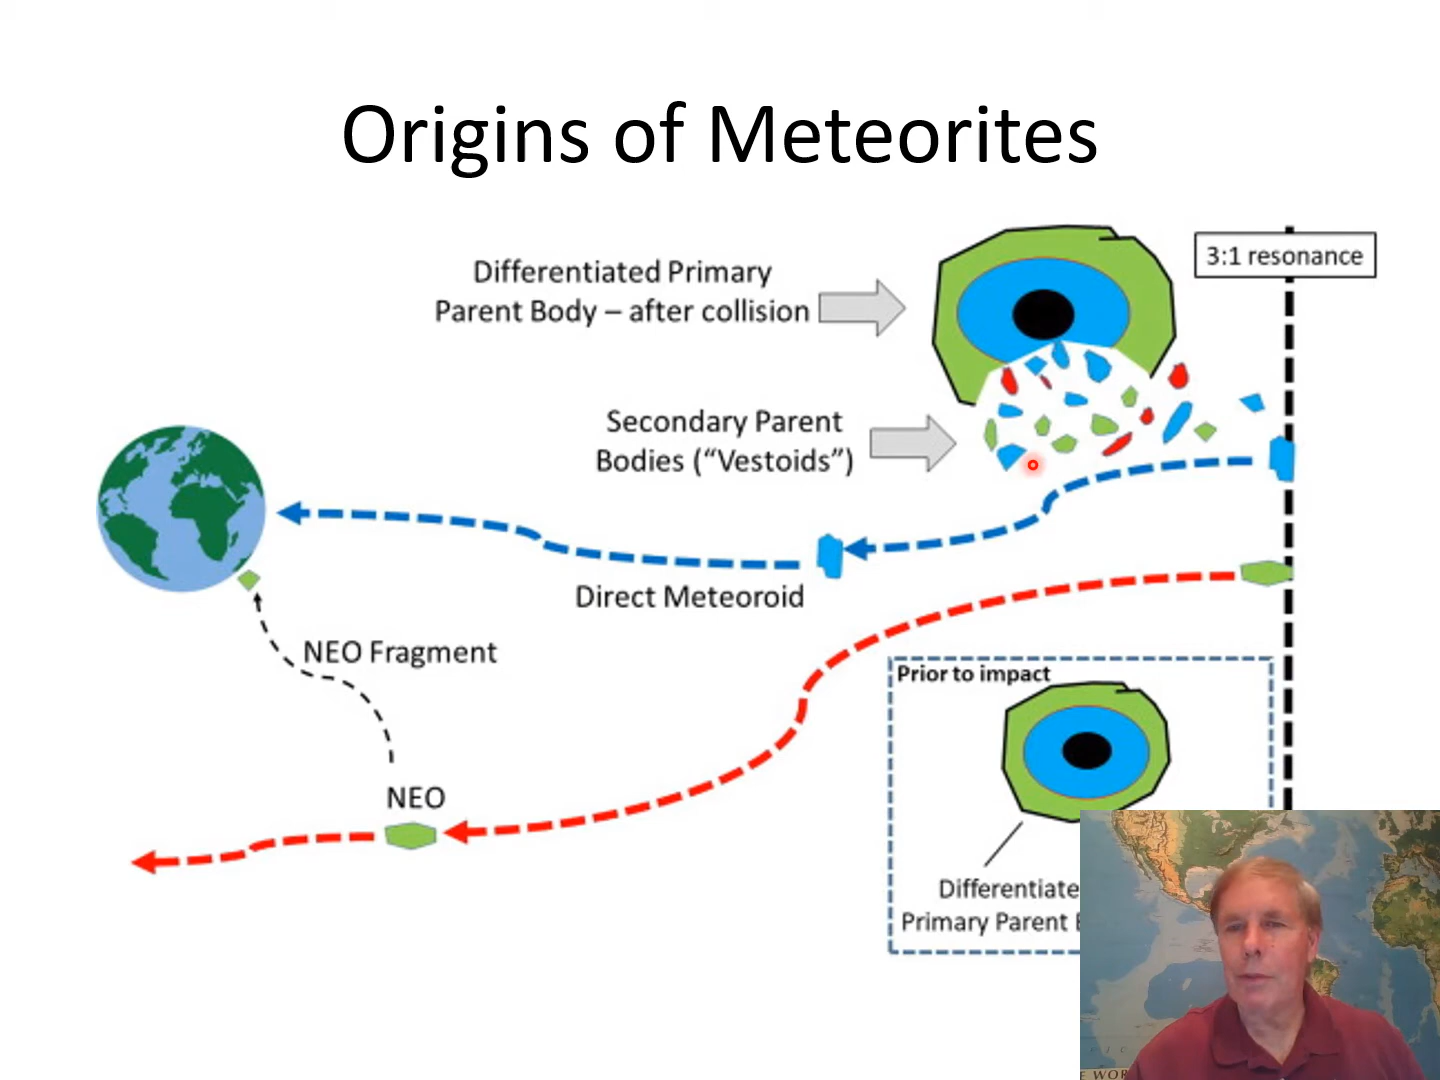 Origins of Meteorites
Differentiated Primary
Parent Body – after collision
3:1 resonance
Secondary Parent
Bodies (“Vestoids”)
Direct Meteoroid
NEO Fragment
NEO
Prior to impact
Primary Parent